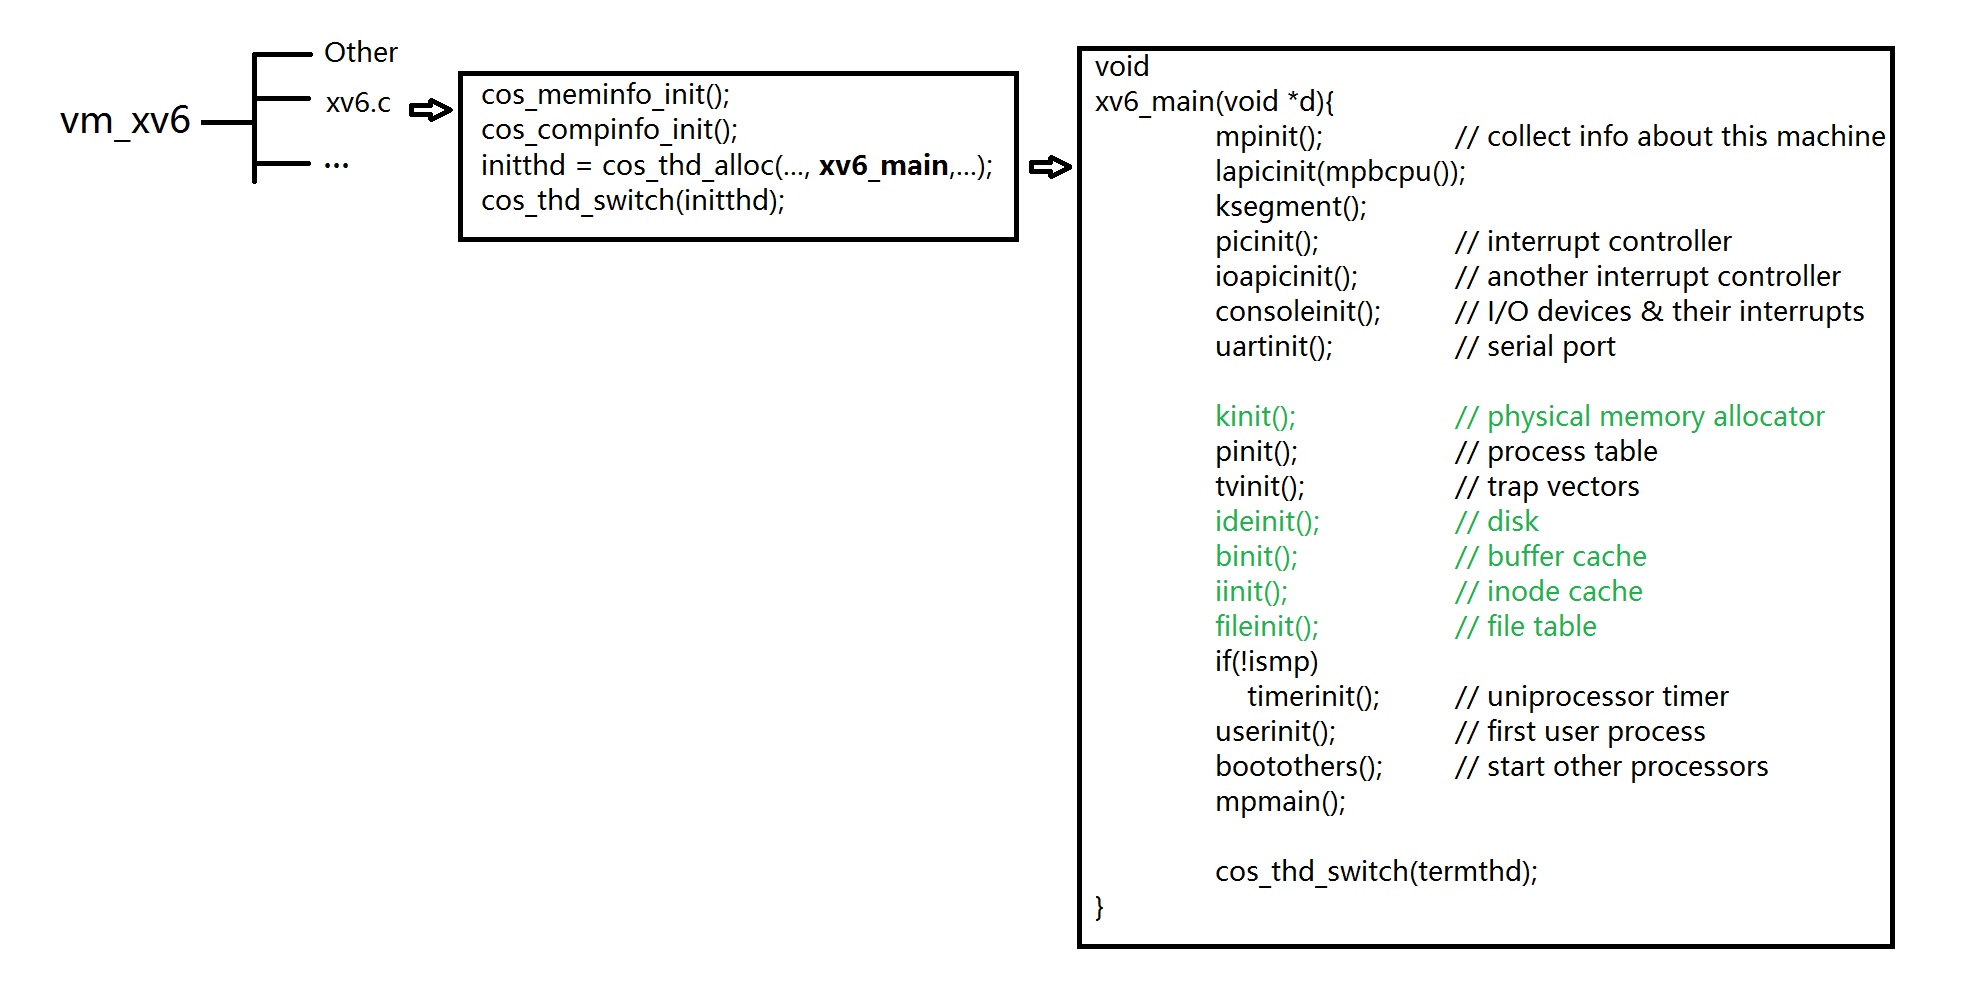 vm_xv6
Other
xv6.c
...
cos_meminfo_init();
cos_compinfo_init();
initthd = cos_thd_alloc(..., xv6_main,...);
cos_thd_switch(initthd);
void
xv6_main(void *d){
mpinit(); // collect info about this machine
lapicinit(mpbcpu());
ksegment();
picinit(); // interrupt controller
ioapicinit(); // another interrupt controller
consoleinit(); // I/O devices & their interrupts
uartinit(); // serial port
kinit(); // physical memory allocator
pinit(); // process table
tvinit(); // trap vectors
ideinit(); // disk
binit(); // buffer cache
iinit(); // inode cache
fileinit(); // file table
if(!ismp)
timerinit(); // uniprocessor timer
userinit(); // first user process
bootothers(); // start other processors
mpmain();
cos_thd_switch(termthd);
}